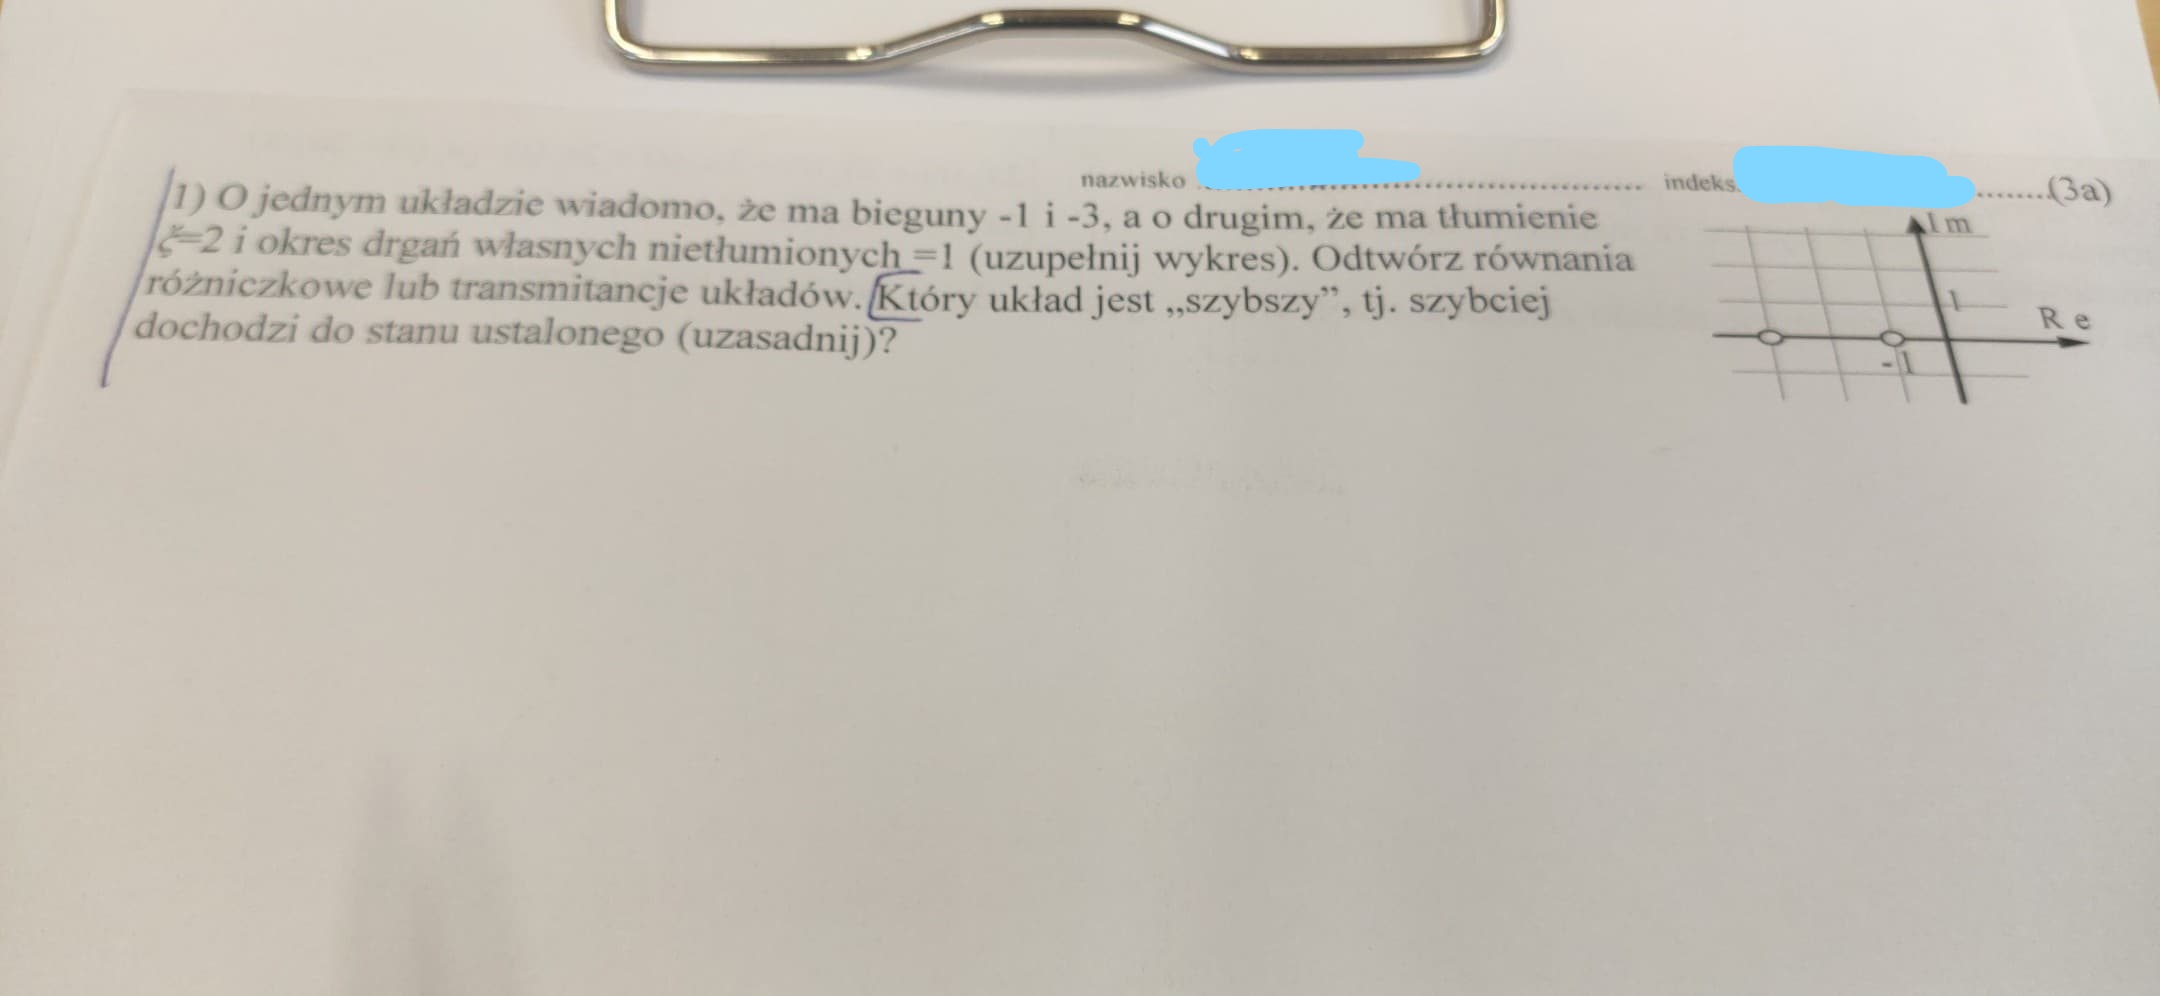 nazwisko ........................................ indeks ........(3a)
1) O jednym układzie wiadomo, że ma bieguny -1 i -3, a o drugim, że ma tłumienie
ξ=2 i okres drgań własnych nietłumionych =1 (uzupełnij wykres). Odtwórz równania
różniczkowe lub transmitancje układów. Który układ jest „szybszy”, tj. szybciej
dochodzi do stanu ustalonego (uzasadnij)?
Im
1
Re
-1